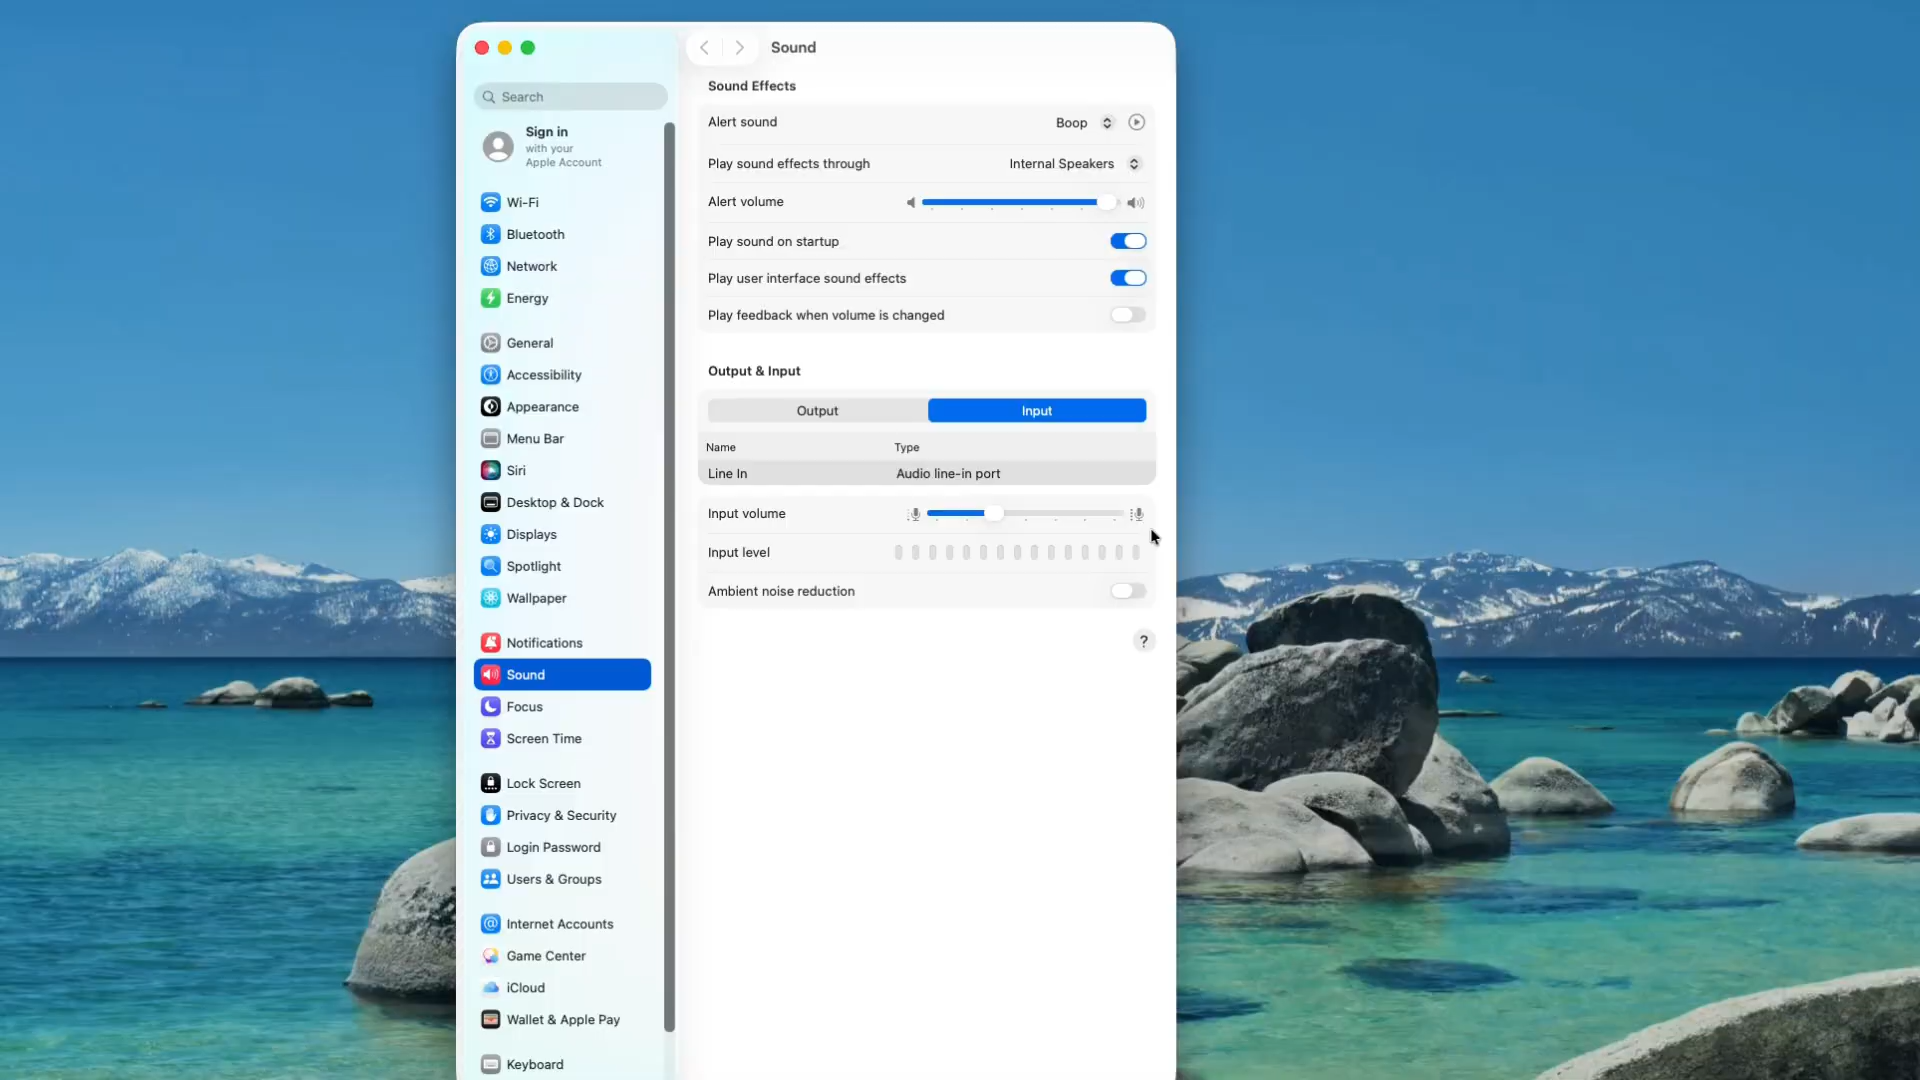 Sound
Search
Sign in
with your
Apple Account
Wi-Fi
Bluetooth
Network
Energy
General
Accessibility
Appearance
Menu Bar
Siri
Desktop & Dock
Displays
Spotlight
Wallpaper
Notifications
Sound
Focus
Screen Time
Lock Screen
Privacy & Security
Login Password
Users & Groups
Internet Accounts
Game Center
iCloud
Wallet & Apple Pay
Keyboard
Sound Effects
Alert sound Boop
Play sound effects through Internal Speakers
Alert volume
Play sound on startup
Play user interface sound effects
Play feedback when volume is changed
Output & Input
Output Input
Name Type
Line In Audio line-in port
Input volume
Input level
Ambient noise reduction
?